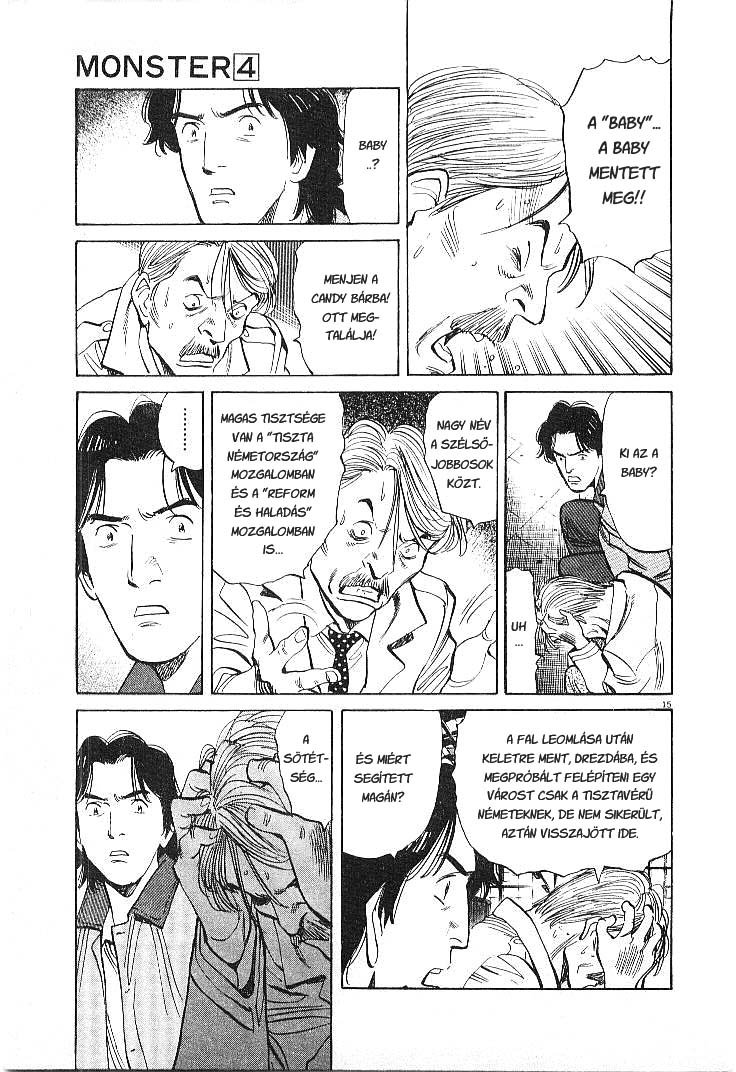 MONSTER 4
A "BABY"...
A BABY
MENTETT
MEG!!
BABY
..?
MENJEN A
CANDY BÁRBA!
OTT MEG-
TALÁLJA!
KI AZ A
BABY?
UH
...
NAGY NÉV
A SZÉLSŐ-
JOBBOSOK
KÖZT.
MAGAS TISZTSÉGE
VAN A "TISZTA
NÉMETORSZÁG"
MOZGALOMBAN
ÉS A "REFORM
ÉS HALADÁS"
MOZGALOMBAN
IS...
.........
15
A FAL LEOMLÁSA UTÁN
KELETRE MENT, DREZDÁBA, ÉS
MEGPRÓBÁLT FELÉPÍTENI EGY
VÁROST CSAK A TISZTAVÉRŰ
NÉMETEKNEK, DE NEM SIKERÜLT,
AZTÁN VISSZAJÖTT IDE.
ÉS MIÉRT
SEGÍTETT
MAGÁN?
A
SÖTÉT-
SÉG...